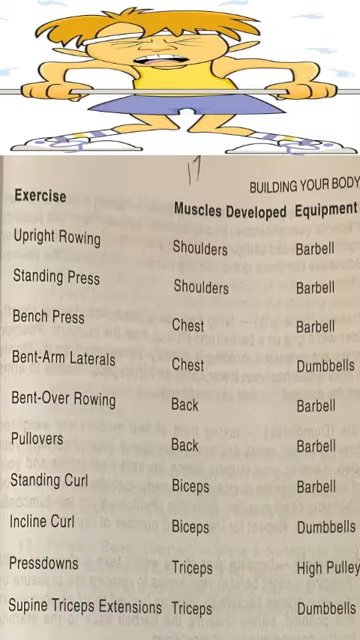 17
BUILDING YOUR BODY
Exercise Muscles Developed Equipment
Upright Rowing Shoulders Barbell
Standing Press Shoulders Barbell
Bench Press Chest Barbell
Bent-Arm Laterals Chest Dumbbells
Bent-Over Rowing Back Barbell
Pullovers Back Barbell
Standing Curl Biceps Barbell
Incline Curl Biceps Dumbbells
Pressdowns Triceps High Pulley
Supine Triceps Extensions Triceps Dumbbells